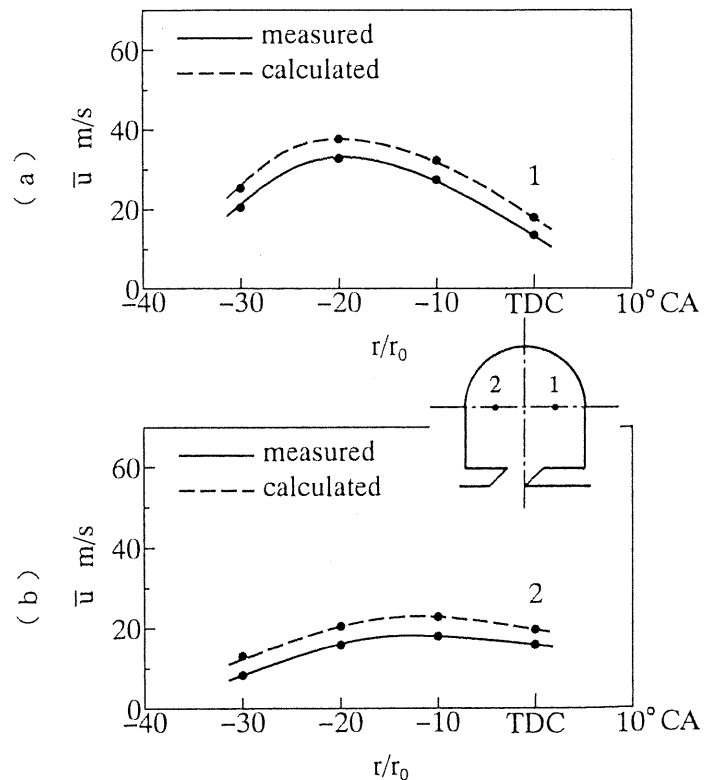 measured
calculated
60
40
20
0
(a)
u̅ m/s
1
−40 −30 −20 −10 TDC 10° CA
r/r₀
2 1
measured
calculated
60
40
20
0
(b)
u̅ m/s
2
−40 −30 −20 −10 TDC 10° CA
r/r₀